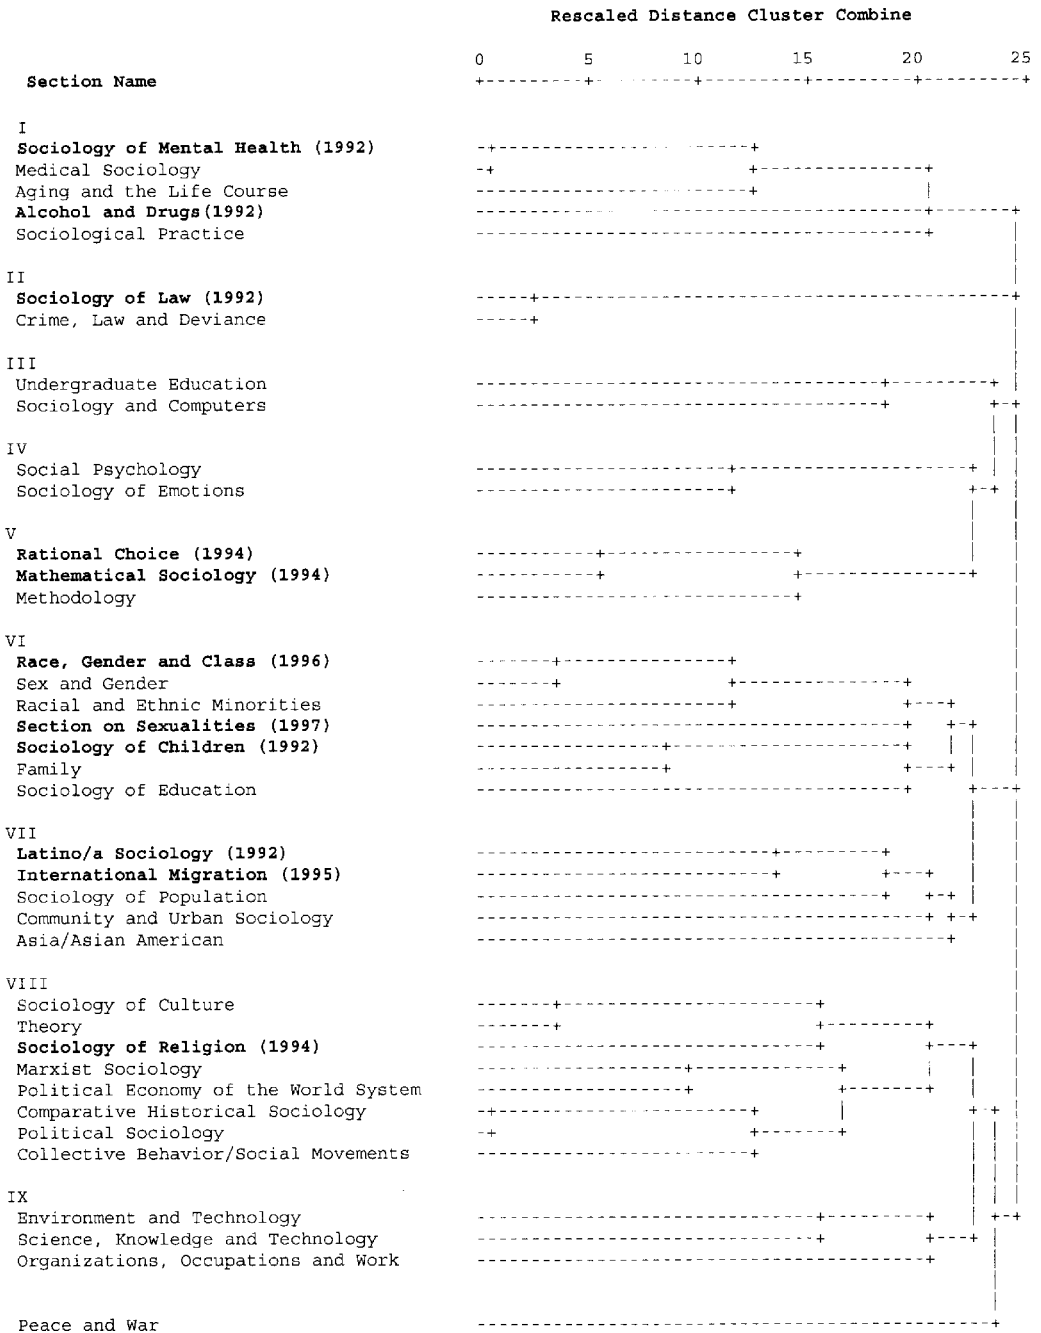 Rescaled Distance Cluster Combine
0 5 10 15 20 25
Section Name
I
Sociology of Mental Health (1992)
Medical Sociology
Aging and the Life Course
Alcohol and Drugs(1992)
Sociological Practice
II
Sociology of Law (1992)
Crime, Law and Deviance
III
Undergraduate Education
Sociology and Computers
IV
Social Psychology
Sociology of Emotions
V
Rational Choice (1994)
Mathematical Sociology (1994)
Methodology
VI
Race, Gender and Class (1996)
Sex and Gender
Racial and Ethnic Minorities
Section on Sexualities (1997)
Sociology of Children (1992)
Family
Sociology of Education
VII
Latino/a Sociology (1992)
International Migration (1995)
Sociology of Population
Community and Urban Sociology
Asia/Asian American
VIII
Sociology of Culture
Theory
Sociology of Religion (1994)
Marxist Sociology
Political Economy of the World System
Comparative Historical Sociology
Political Sociology
Collective Behavior/Social Movements
IX
Environment and Technology
Science, Knowledge and Technology
Organizations, Occupations and Work
Peace and War